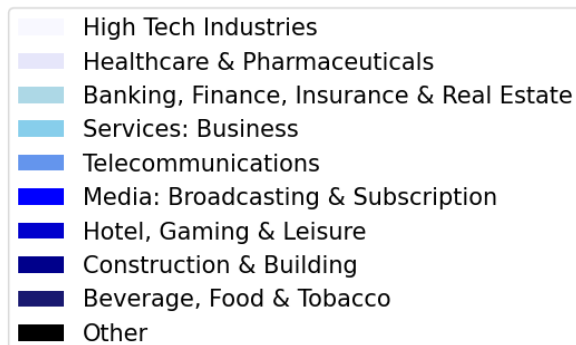 High Tech Industries
Healthcare & Pharmaceuticals
Banking, Finance, Insurance & Real Estate
Services: Business
Telecommunications
Media: Broadcasting & Subscription
Hotel, Gaming & Leisure
Construction & Building
Beverage, Food & Tobacco
Other